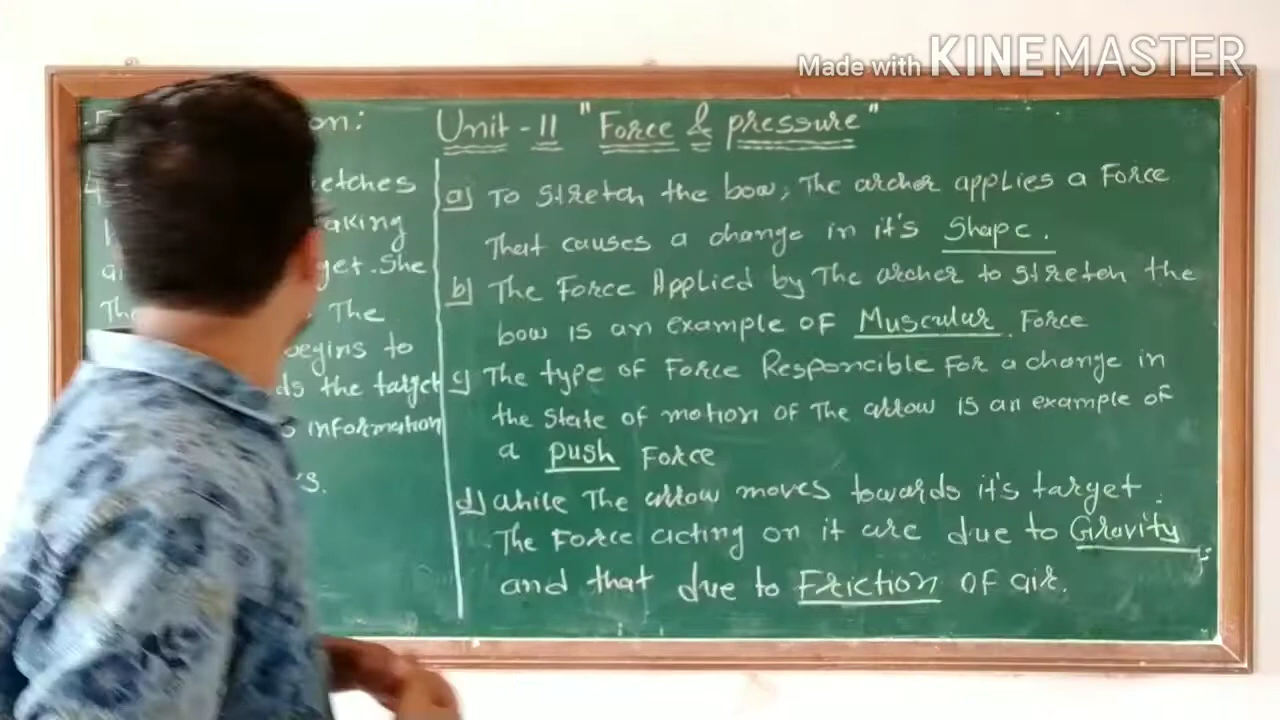 Made with KINEMASTER
on:
Unit - II "Force & pressure"
etches
aking
get. She
The
begins to
ds the target
information
rs.
a) To stretch the bow, The archer applies a Force
That causes a change in it's Shape.
b) The Force Applied by The archer to stretch the
bow is an example of Muscular Force
c) The type of Force Responcible For a change in
the state of motion of The arrow is an example of
a push Force
d) While The arrow moves towards it's target.
The Force acting on it are due to Gravity
and that due to Friction of air.